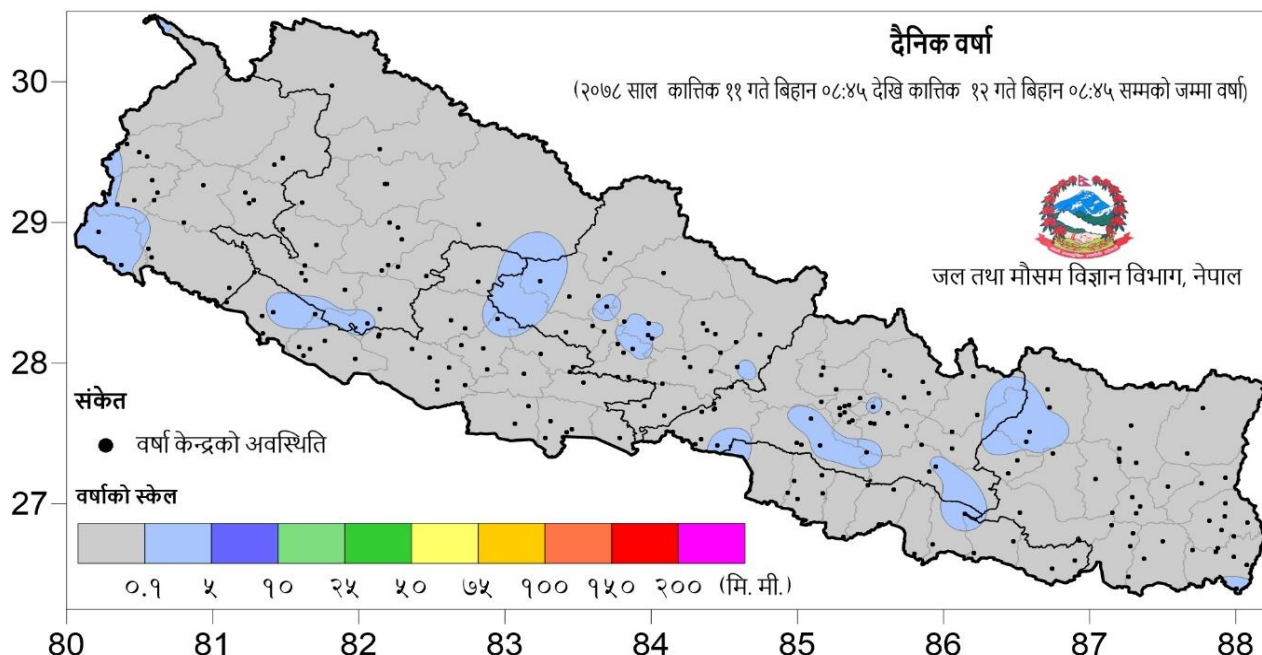 दैनिक वर्षा
(२०७८ साल कात्तिक ११ गते बिहान ०८:४५ देखि कात्तिक १२ गते बिहान ०८:४५ सम्मको जम्मा वर्षा)
जल तथा मौसम विज्ञान विभाग, नेपाल
30
29
28
27
संकेत
वर्षा केन्द्रको अवस्थिति
वर्षाको स्केल
०.१ ५ १० २५ ५० ७५ १०० १५० २०० (मि. मी.)
80 81 82 83 84 85 86 87 88